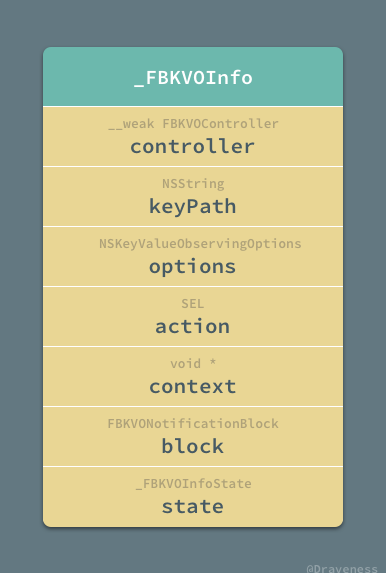 _FBKVOInfo
__weak FBKVOController
controller
NSString
keyPath
NSKeyValueObservingOptions
options
SEL
action
void *
context
FBKVONotificationBlock
block
_FBKVOInfoState
state
@Draveness